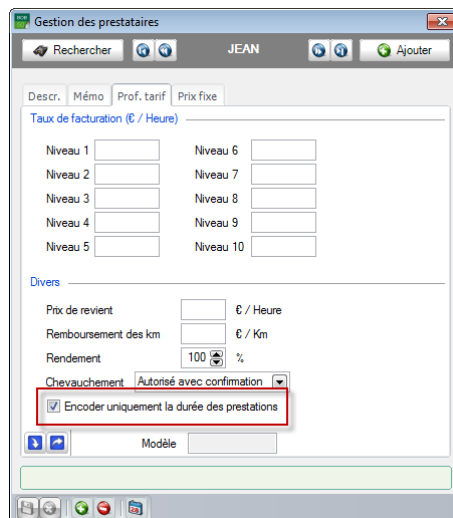 Gestion des prestataires
Rechercher JEAN Ajouter
Descr. Mémo Prof. tarif Prix fixe
Taux de facturation (€ / Heure)
Niveau 1 Niveau 6
Niveau 2 Niveau 7
Niveau 3 Niveau 8
Niveau 4 Niveau 9
Niveau 5 Niveau 10
Divers
Prix de revient € / Heure
Remboursement des km € / Km
Rendement 100 %
Chevauchement Autorisé avec confirmation
Encoder uniquement la durée des prestations
Modèle